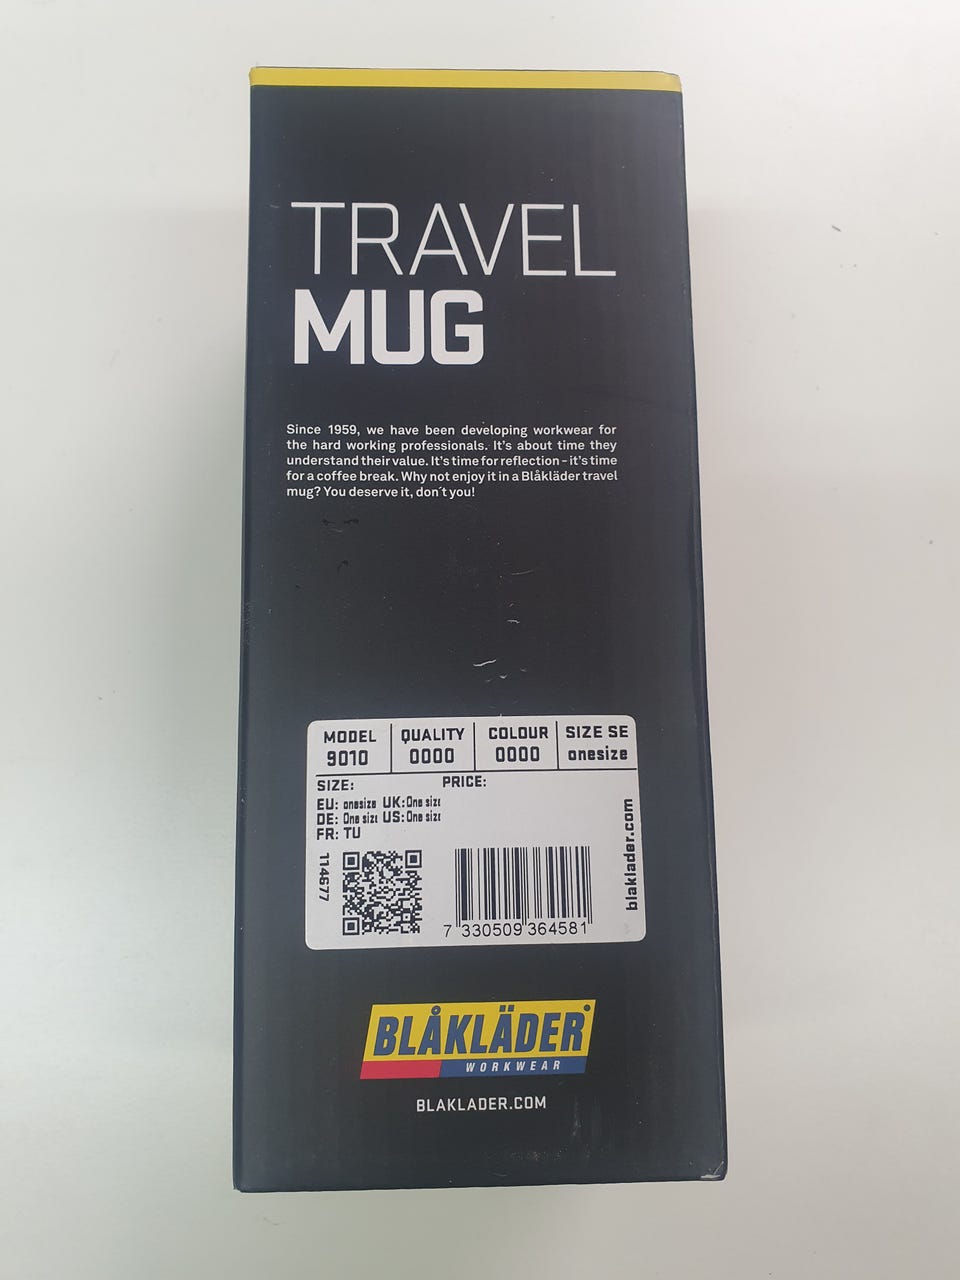 TRAVEL
MUG
Since 1959, we have been developing workwear for
the hard working professionals. It's about time they
understand their value. It's time for reflection - it's time
for a coffee break. Why not enjoy it in a Blåkläder travel
mug? You deserve it, don´t you!
MODEL QUALITY COLOUR SIZE SE
9010 0000 0000 onesize
SIZE: PRICE:
EU: onesize UK:One size
DE: One size US:One size
FR: TU
114677
blaklader.com
7 330509 364581
BLÅKLÄDER
WORKWEAR
BLAKLADER.COM